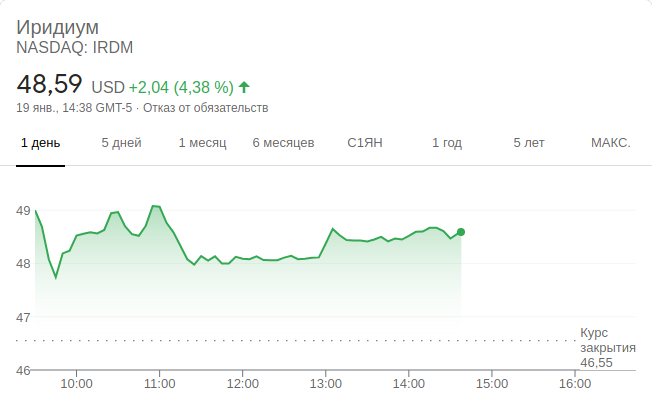 Иридиум
NASDAQ: IRDM
48,59 USD +2,04 (4,38 %)
19 янв., 14:38 GMT-5 · Отказ от обязательств
1 день 5 дней 1 месяц 6 месяцев С1ЯН 1 год 5 лет МАКС.
49
48
47
Курс
закрытия
46,55
46
10:00 11:00 12:00 13:00 14:00 15:00 16:00